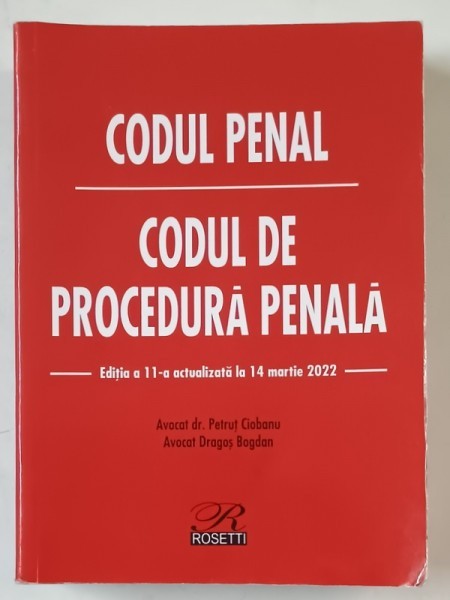 CODUL PENAL
CODUL DE
PROCEDURĂ PENALĂ
Ediția a 11-a actualizată la 14 martie 2022
Avocat dr. Petruț Ciobanu
Avocat Dragoș Bogdan
R
ROSETTI